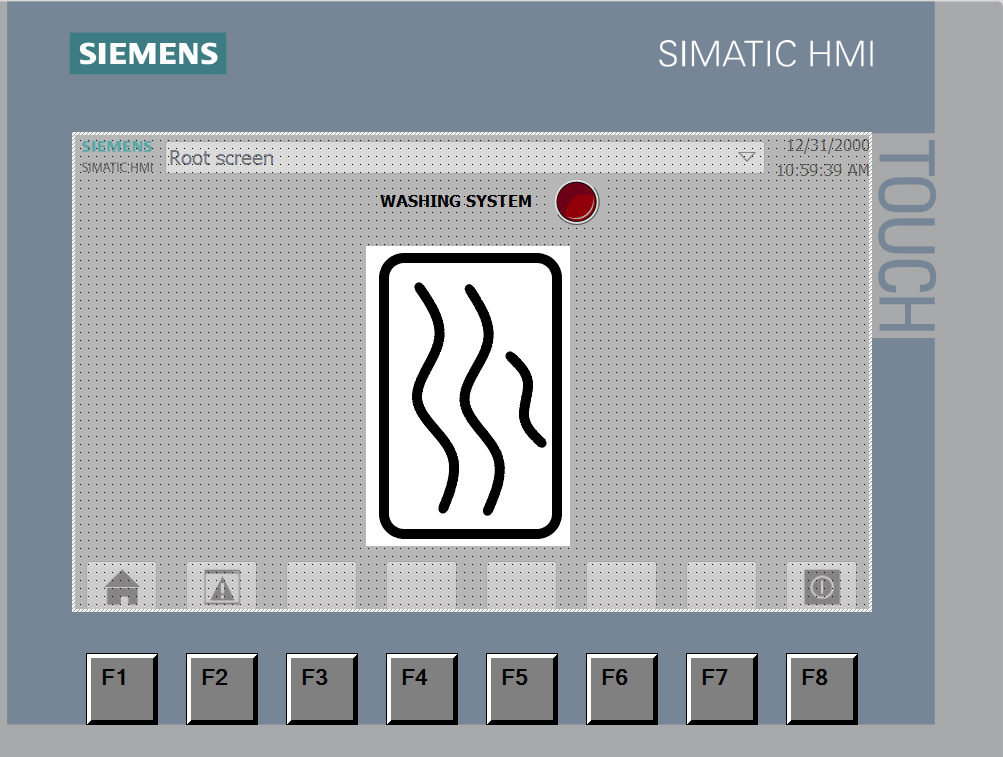 SIEMENS
SIMATIC HMI
SIEMENS
SIMATIC HMI
Root screen
12/31/2000
10:59:39 AM
TOUCH
WASHING SYSTEM
F1
F2
F3
F4
F5
F6
F7
F8